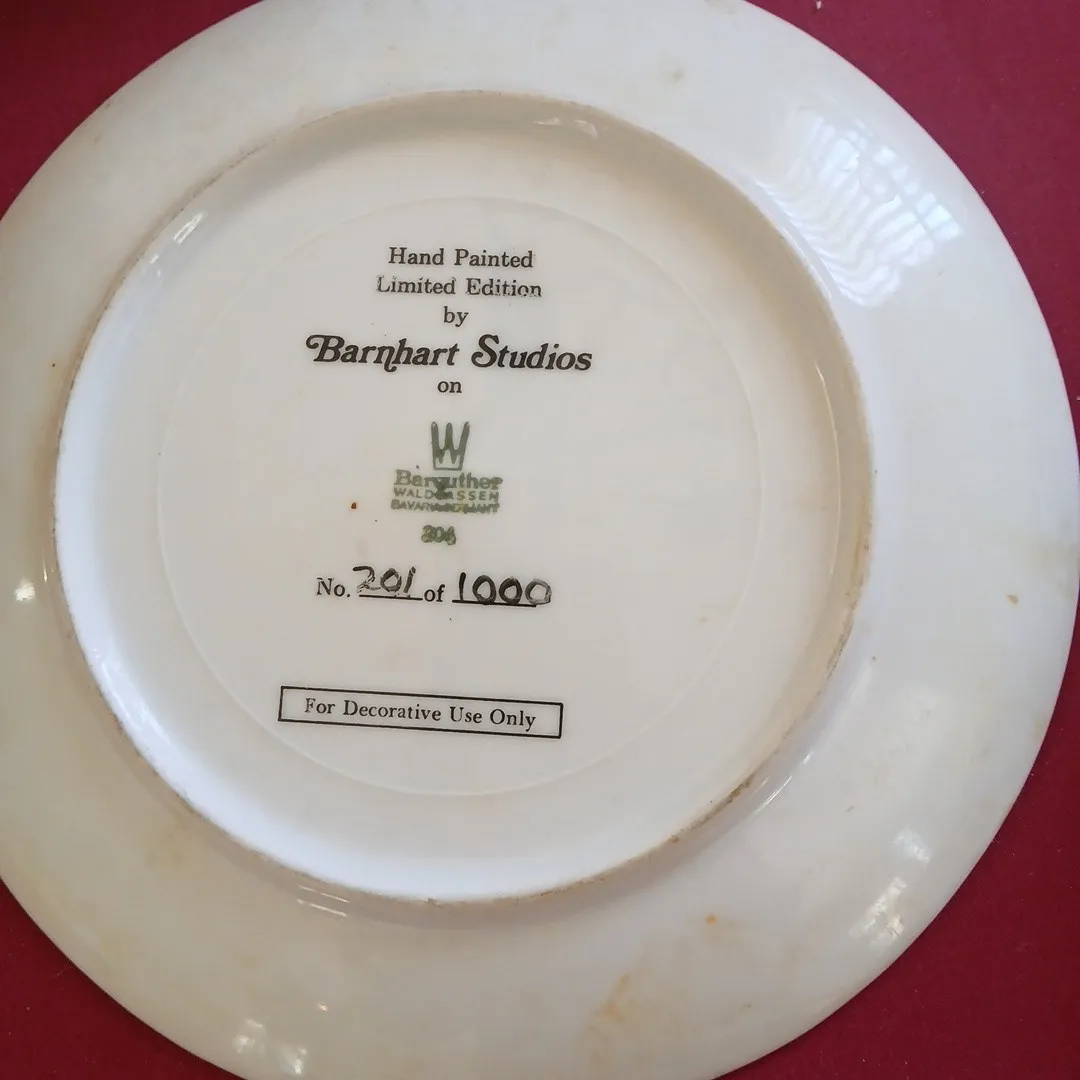 Hand Painted
Limited Edition
by
Barnhart Studios
on
W
Bareuther
WALDSASSEN
No. 201 of 1000
For Decorative Use Only